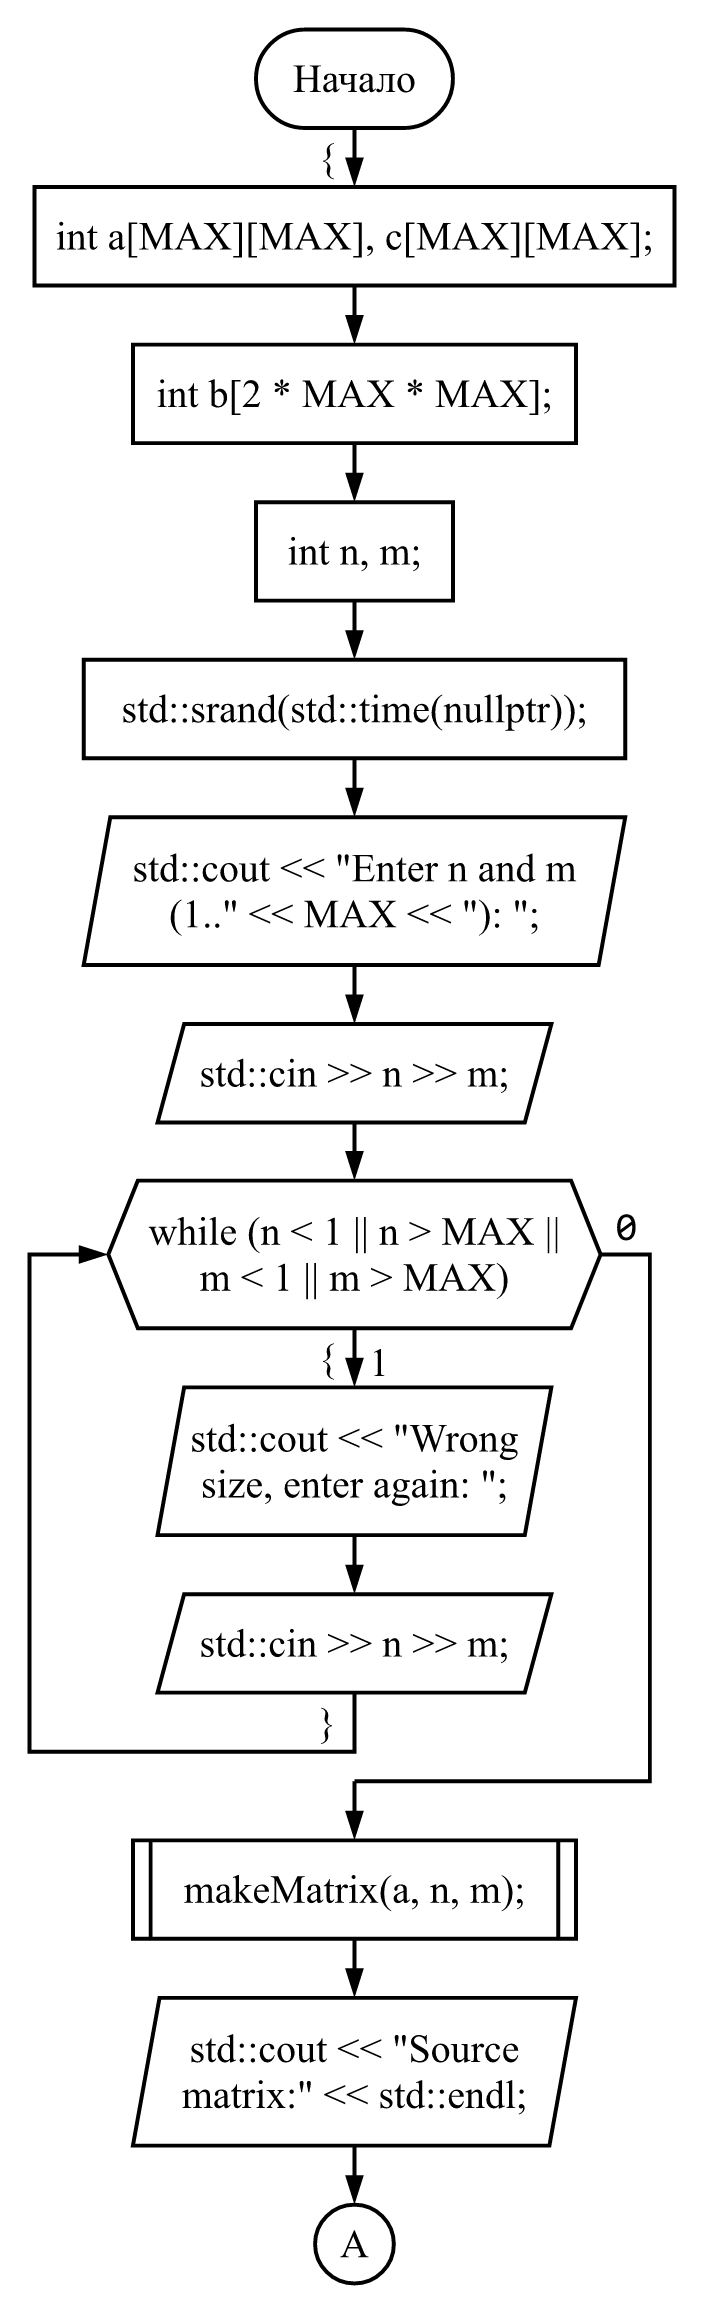 Начало
{
int a[MAX][MAX], c[MAX][MAX];
int b[2 * MAX * MAX];
int n, m;
std::srand(std::time(nullptr));
std::cout << "Enter n and m
(1.." << MAX << "): ";
std::cin >> n >> m;
while (n < 1 || n > MAX ||
m < 1 || m > MAX)
0
{ 1
std::cout << "Wrong
size, enter again: ";
std::cin >> n >> m;
}
makeMatrix(a, n, m);
std::cout << "Source
matrix:" << std::endl;
A